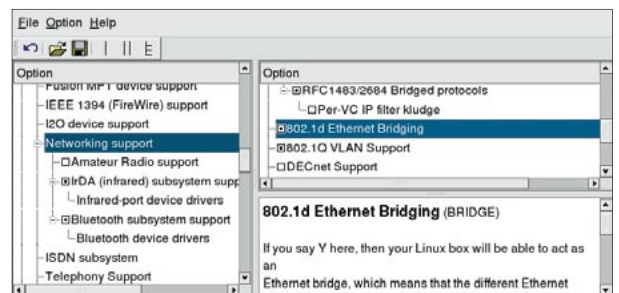 File Option Help
Option
Fusion MPT device support
IEEE 1394 (FireWire) support
I2O device support
Networking support
Amateur Radio support
IrDA (infrared) subsystem supp
Infrared-port device drivers
Bluetooth subsystem support
Bluetooth device drivers
ISDN subsystem
Telephony Support
Option
RFC1483/2684 Bridged protocols
Per-VC IP filter kludge
802.1d Ethernet Bridging
802.1Q VLAN Support
DECnet Support
802.1d Ethernet Bridging (BRIDGE)
If you say Y here, then your Linux box will be able to act as
an
Ethernet bridge, which means that the different Ethernet